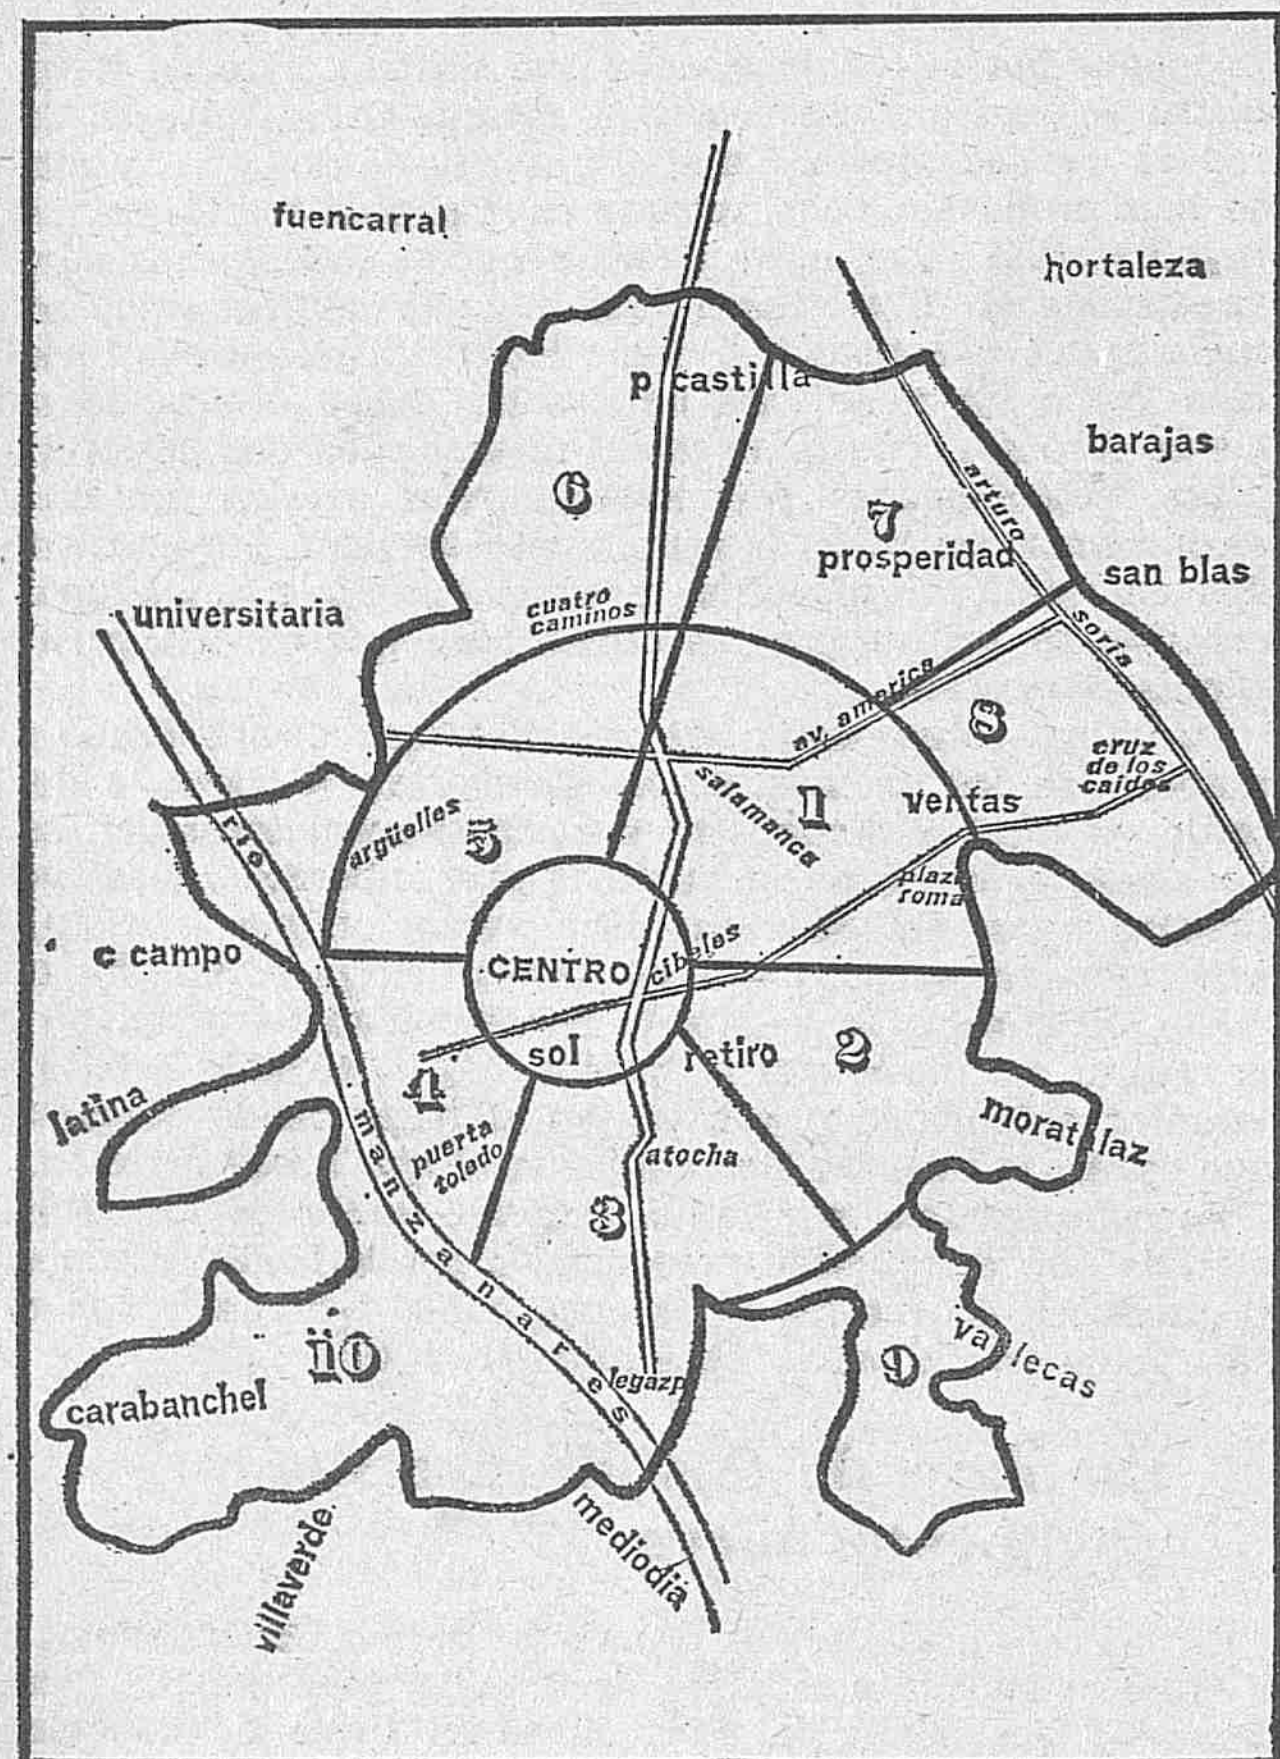 fuencarral
hortaleza
p castilla
barajas
6
arturo
7
prosperidad
san blas
universitaria
cuatro
caminos
soria
av. america
8
cruz
de los
caidos
salamanca
1
ventas
argüelles
5
rio
plaza
roma
c campo
CENTRO
cibeles
sol
retiro
2
4
latina
moratalaz
puerta
toledo
manzanares
atocha
3
10
vallecas
9
carabanchel
legazpi
mediodia
villaverde